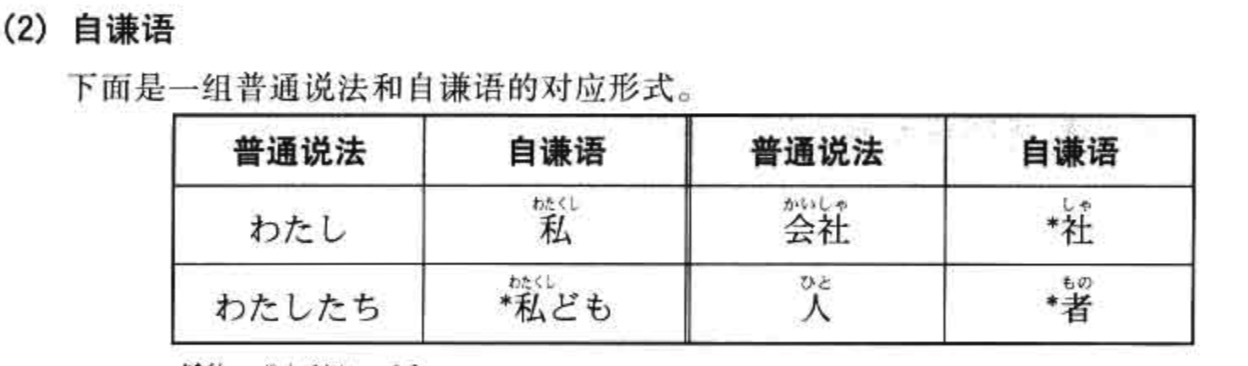 (2) 自谦语
下面是一组普通说法和自谦语的对应形式。
普通说法 自谦语 普通说法 自谦语
わたくし かいしゃ しゃ
わたし 私 会社 *社
わたくし ひと もの
わたしたち *私ども 人 *者